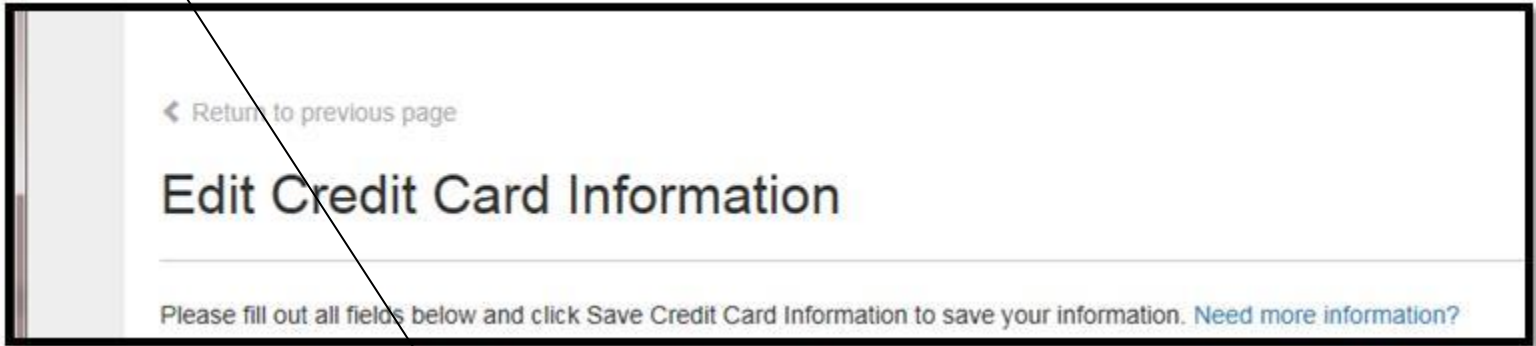 Return to previous page
Edit Credit Card Information
Please fill out all fields below and click Save Credit Card Information to save your information. Need more information?